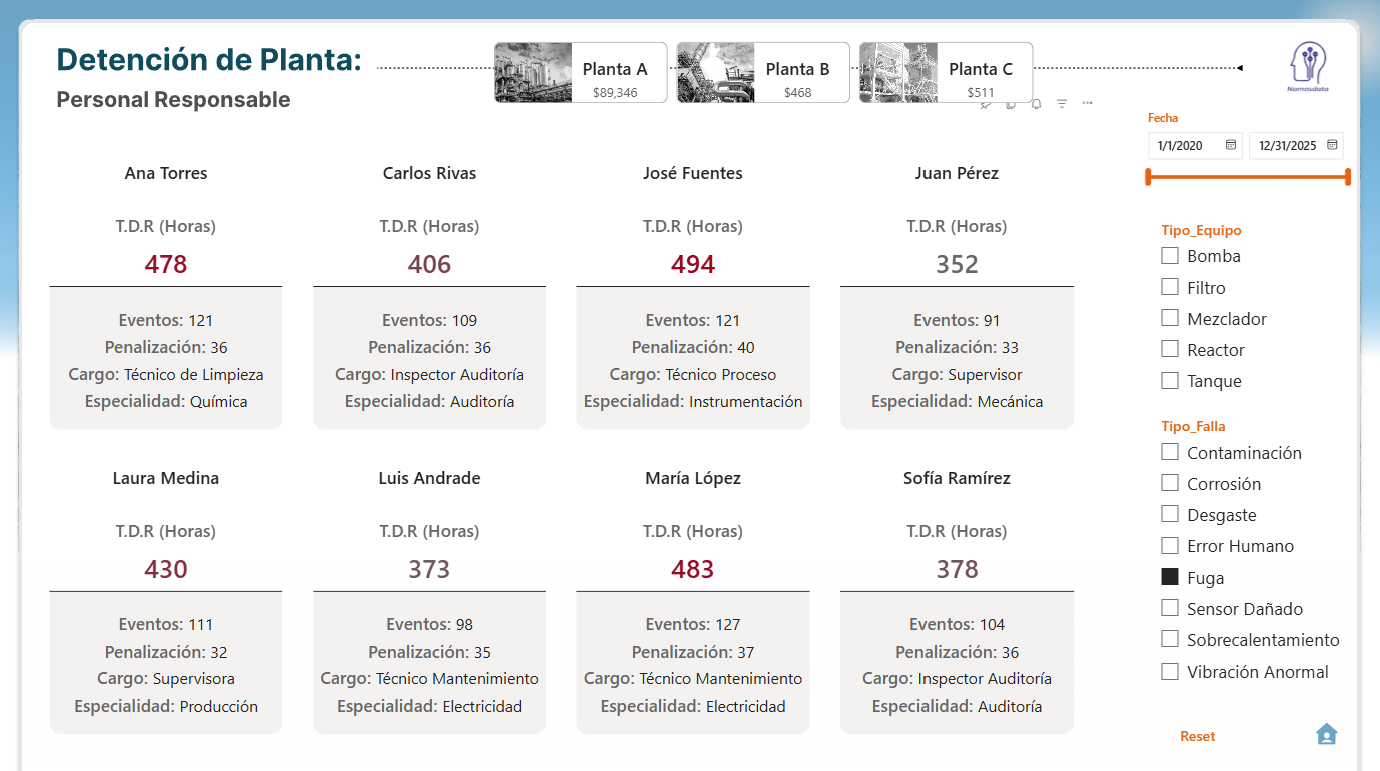 Detención de Planta:
Personal Responsable
Planta A
$89,346
Planta B
$468
Planta C
$511
Nomasdata
Fecha
1/1/2020
12/31/2025
Ana Torres
T.D.R (Horas)
478
Eventos: 121
Penalización: 36
Cargo: Técnico de Limpieza
Especialidad: Química
Carlos Rivas
T.D.R (Horas)
406
Eventos: 109
Penalización: 36
Cargo: Inspector Auditoría
Especialidad: Auditoría
José Fuentes
T.D.R (Horas)
494
Eventos: 121
Penalización: 40
Cargo: Técnico Proceso
Especialidad: Instrumentación
Juan Pérez
T.D.R (Horas)
352
Eventos: 91
Penalización: 33
Cargo: Supervisor
Especialidad: Mecánica
Laura Medina
T.D.R (Horas)
430
Eventos: 111
Penalización: 32
Cargo: Supervisora
Especialidad: Producción
Luis Andrade
T.D.R (Horas)
373
Eventos: 98
Penalización: 35
Cargo: Técnico Mantenimiento
Especialidad: Electricidad
María López
T.D.R (Horas)
483
Eventos: 127
Penalización: 37
Cargo: Técnico Mantenimiento
Especialidad: Electricidad
Sofía Ramírez
T.D.R (Horas)
378
Eventos: 104
Penalización: 36
Cargo: Inspector Auditoría
Especialidad: Auditoría
Tipo_Equipo
Bomba
Filtro
Mezclador
Reactor
Tanque
Tipo_Falla
Contaminación
Corrosión
Desgaste
Error Humano
Fuga
Sensor Dañado
Sobrecalentamiento
Vibración Anormal
Reset